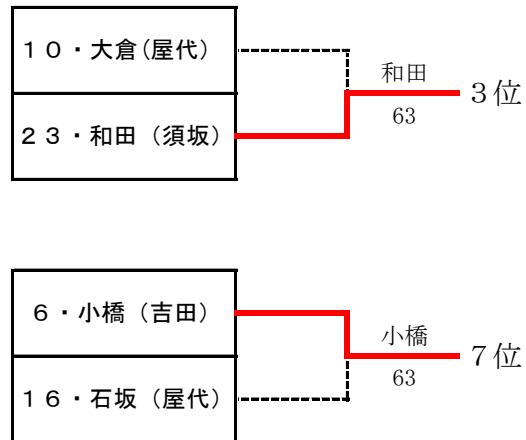 １０・大倉(屋代)
和田
３位
２３・和田（須坂）
63
６・小橋（吉田）
小橋
７位
63
１６・石坂（屋代）